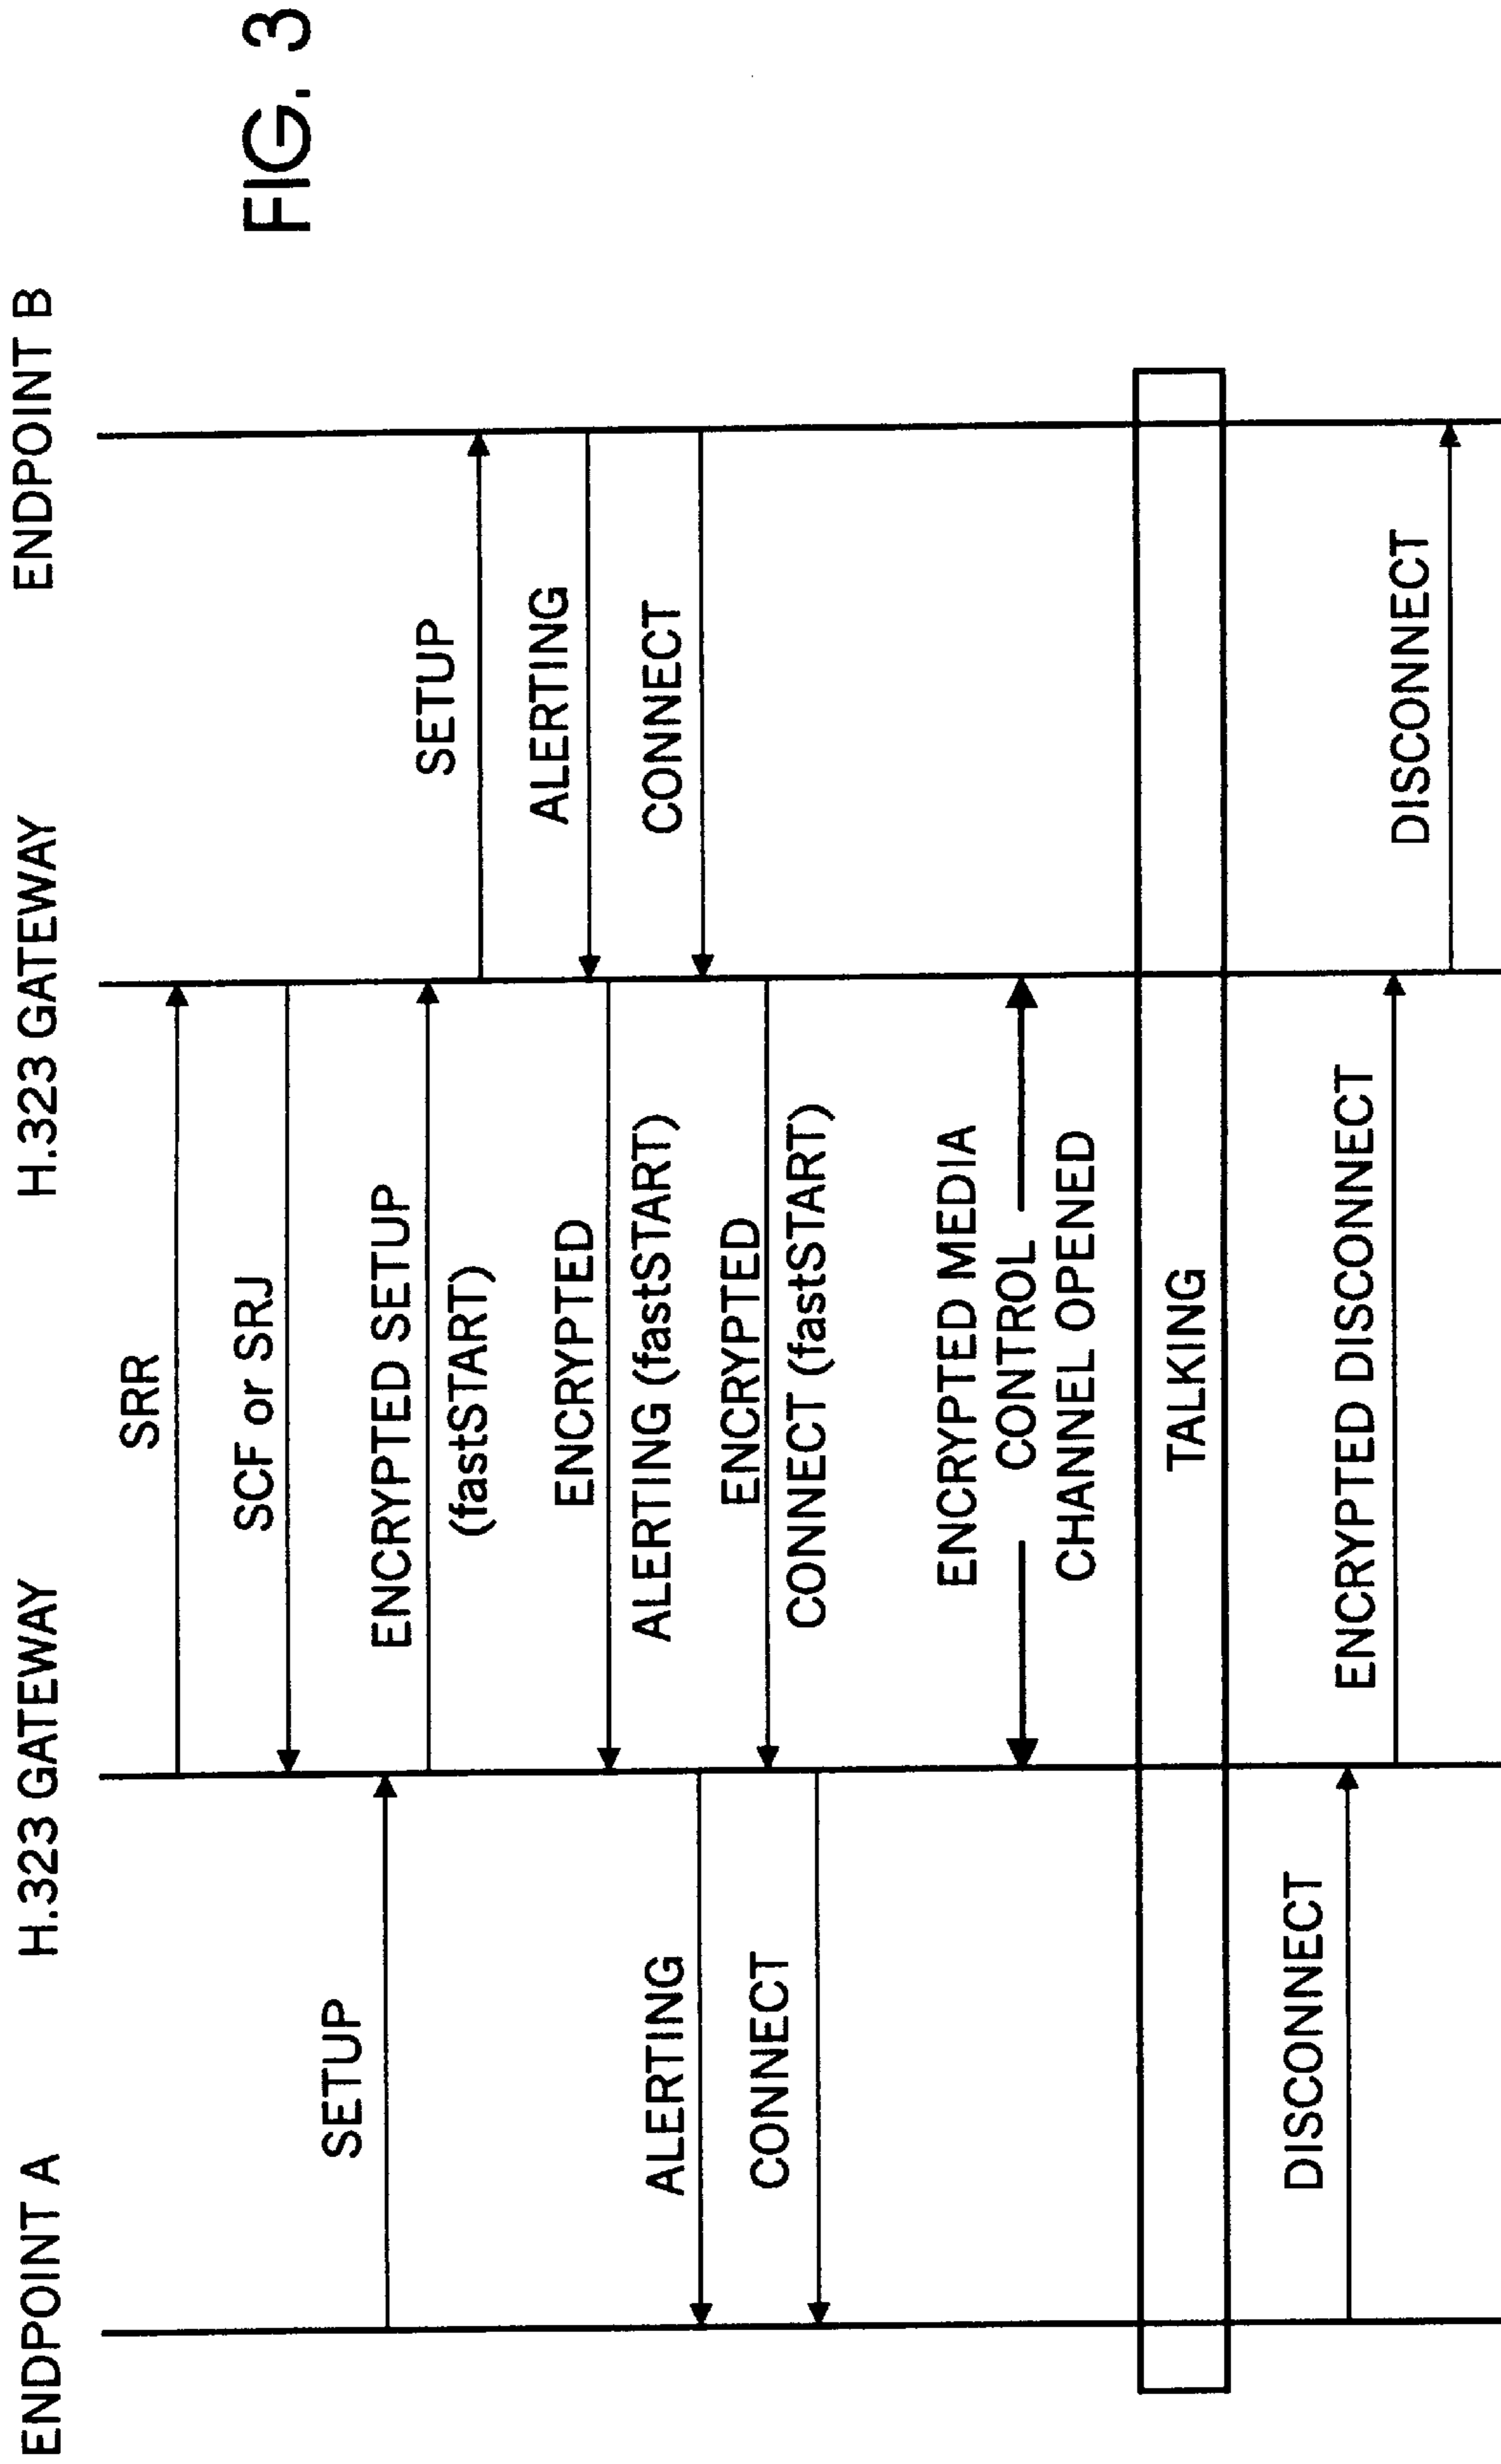 ENDPOINT A
H.323 GATEWAY
H.323 GATEWAY
ENDPOINT B
SRR
FIG. 3
SCF or SRJ
SETUP
ENCRYPTED SETUP
(fastSTART)
SETUP
ALERTING
ENCRYPTED
ALERTING (fastSTART)
ALERTING
CONNECT
ENCRYPTED
CONNECT (fastSTART)
CONNECT
ENCRYPTED MEDIA
CONTROL
CHANNEL OPENED
TALKING
DISCONNECT
ENCRYPTED DISCONNECT
DISCONNECT